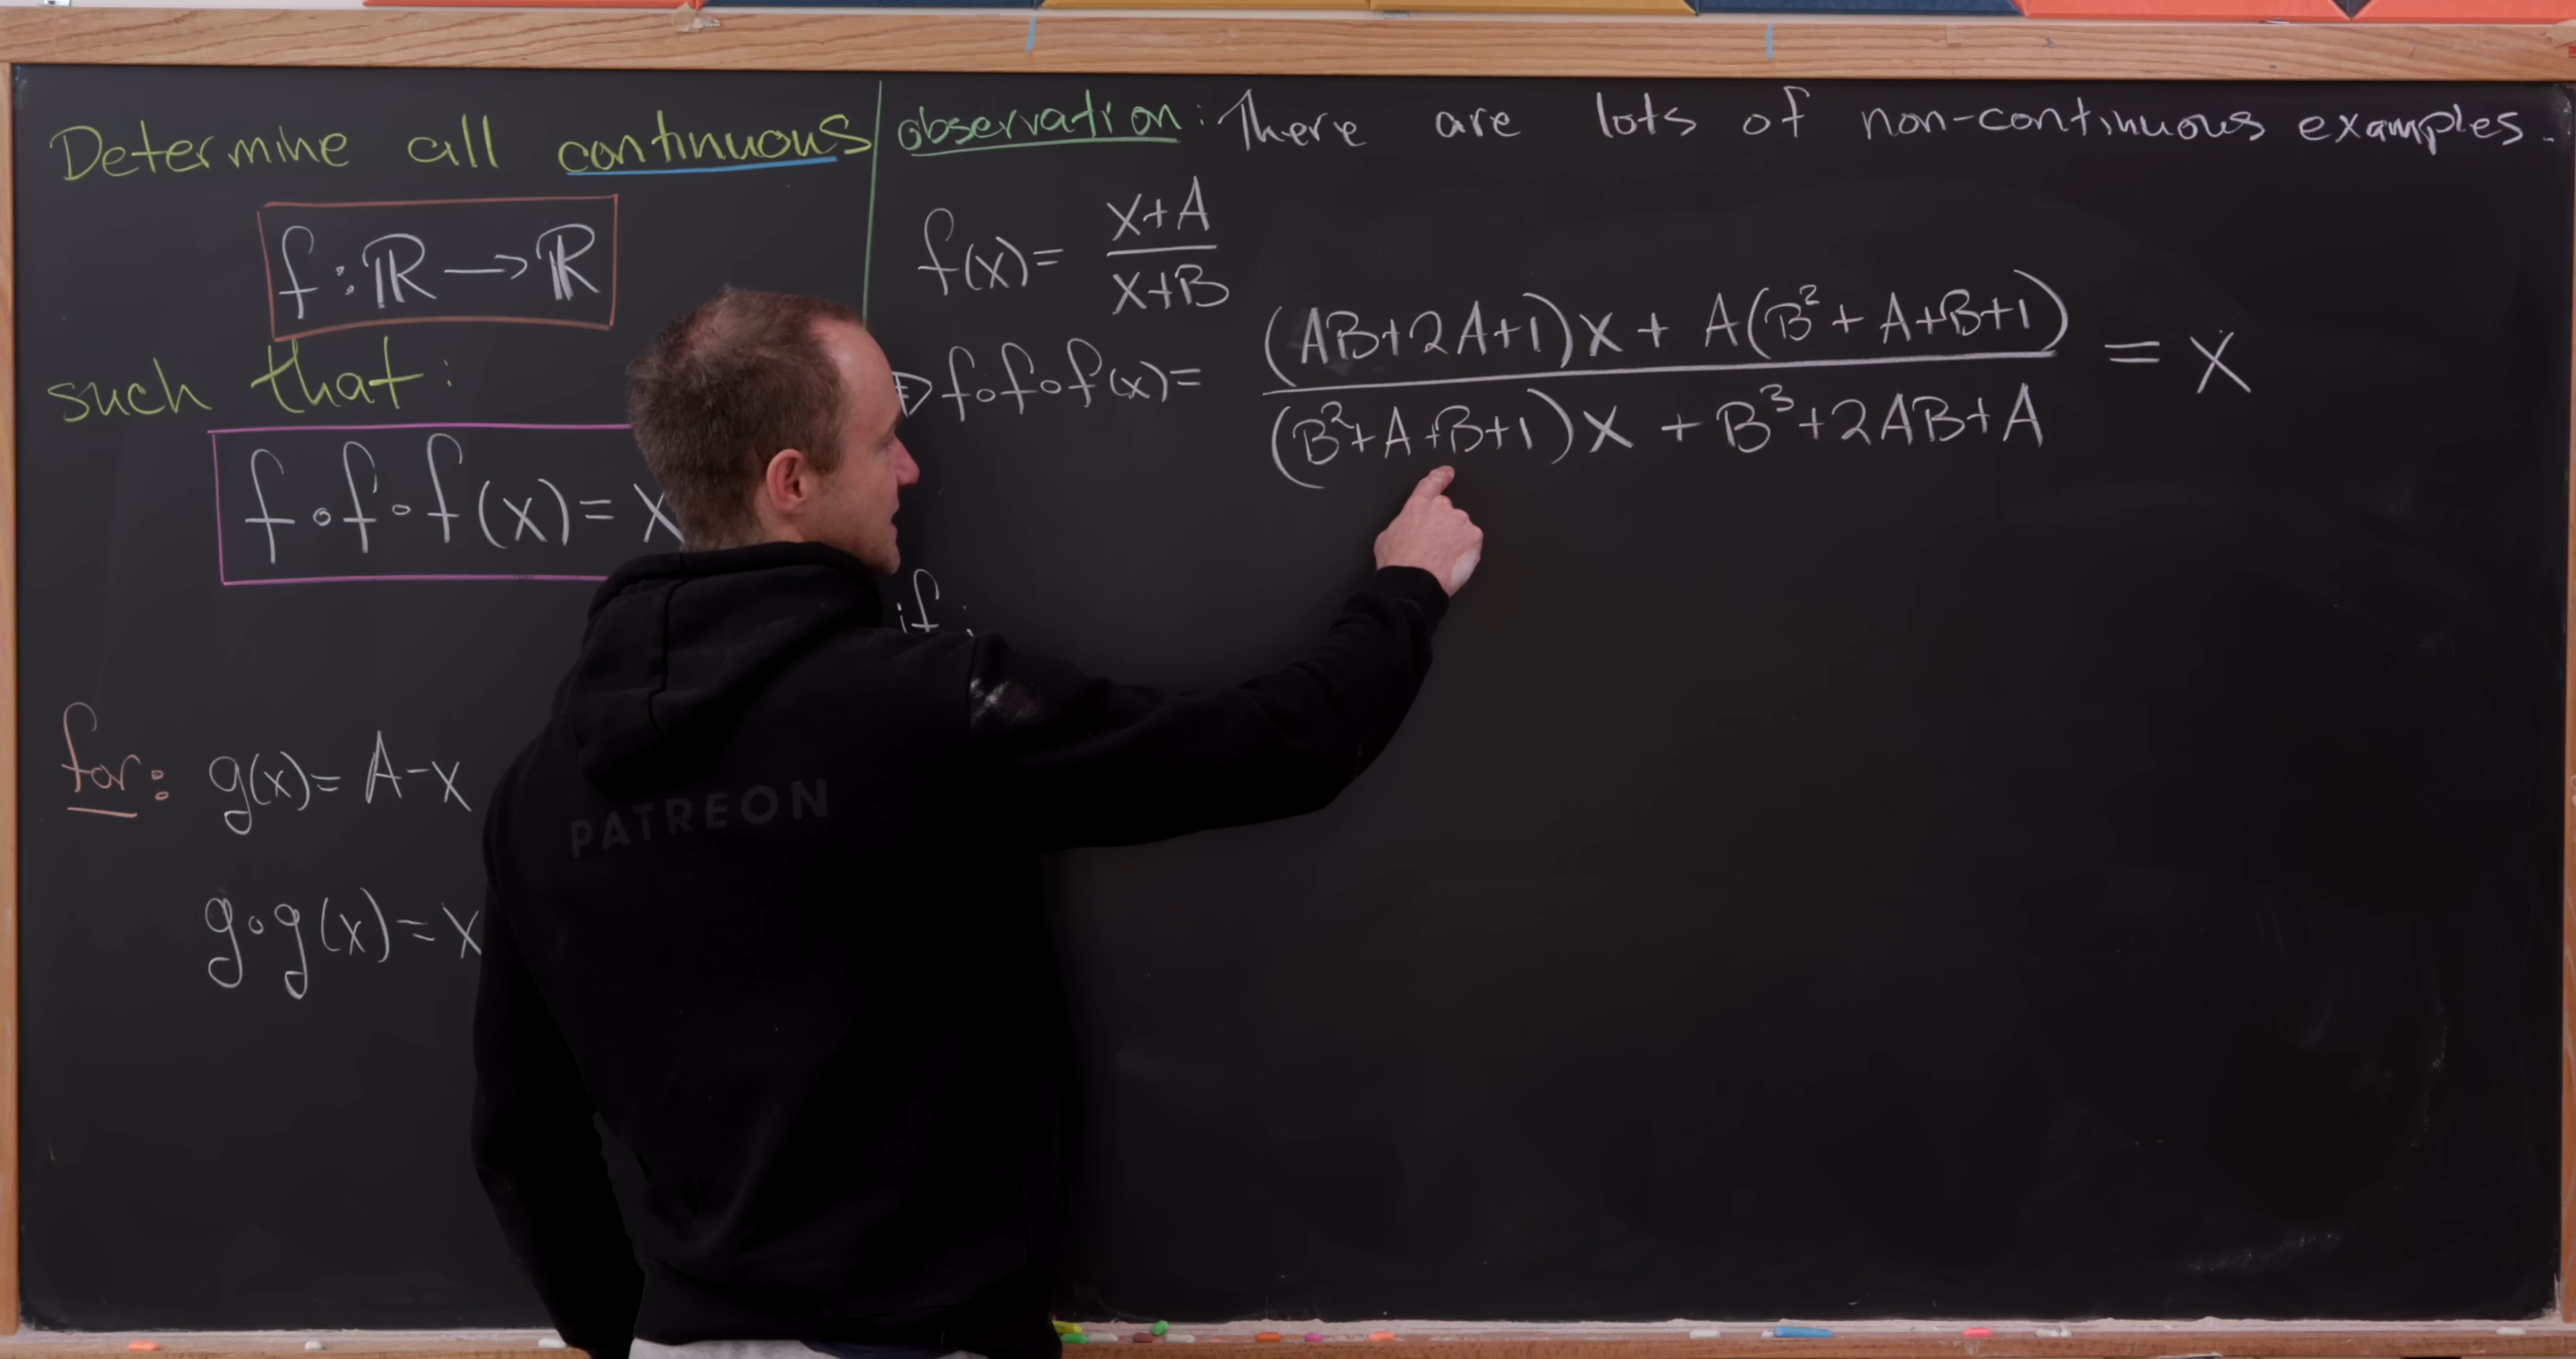 Determine all continuous
f : ℝ ⟶ ℝ
such that:
f∘f∘f(x) = x
for: g(x) = A-x
g∘g(x) = x
observation: There are lots of non-continuous examples.
f(x) = (x+A)/(x+B)
⇒ f∘f∘f(x) = ((AB+2A+1)x + A(B²+A+B+1))/((B²+A+B+1)x + B³+2AB+A) = x
if:
PATREON